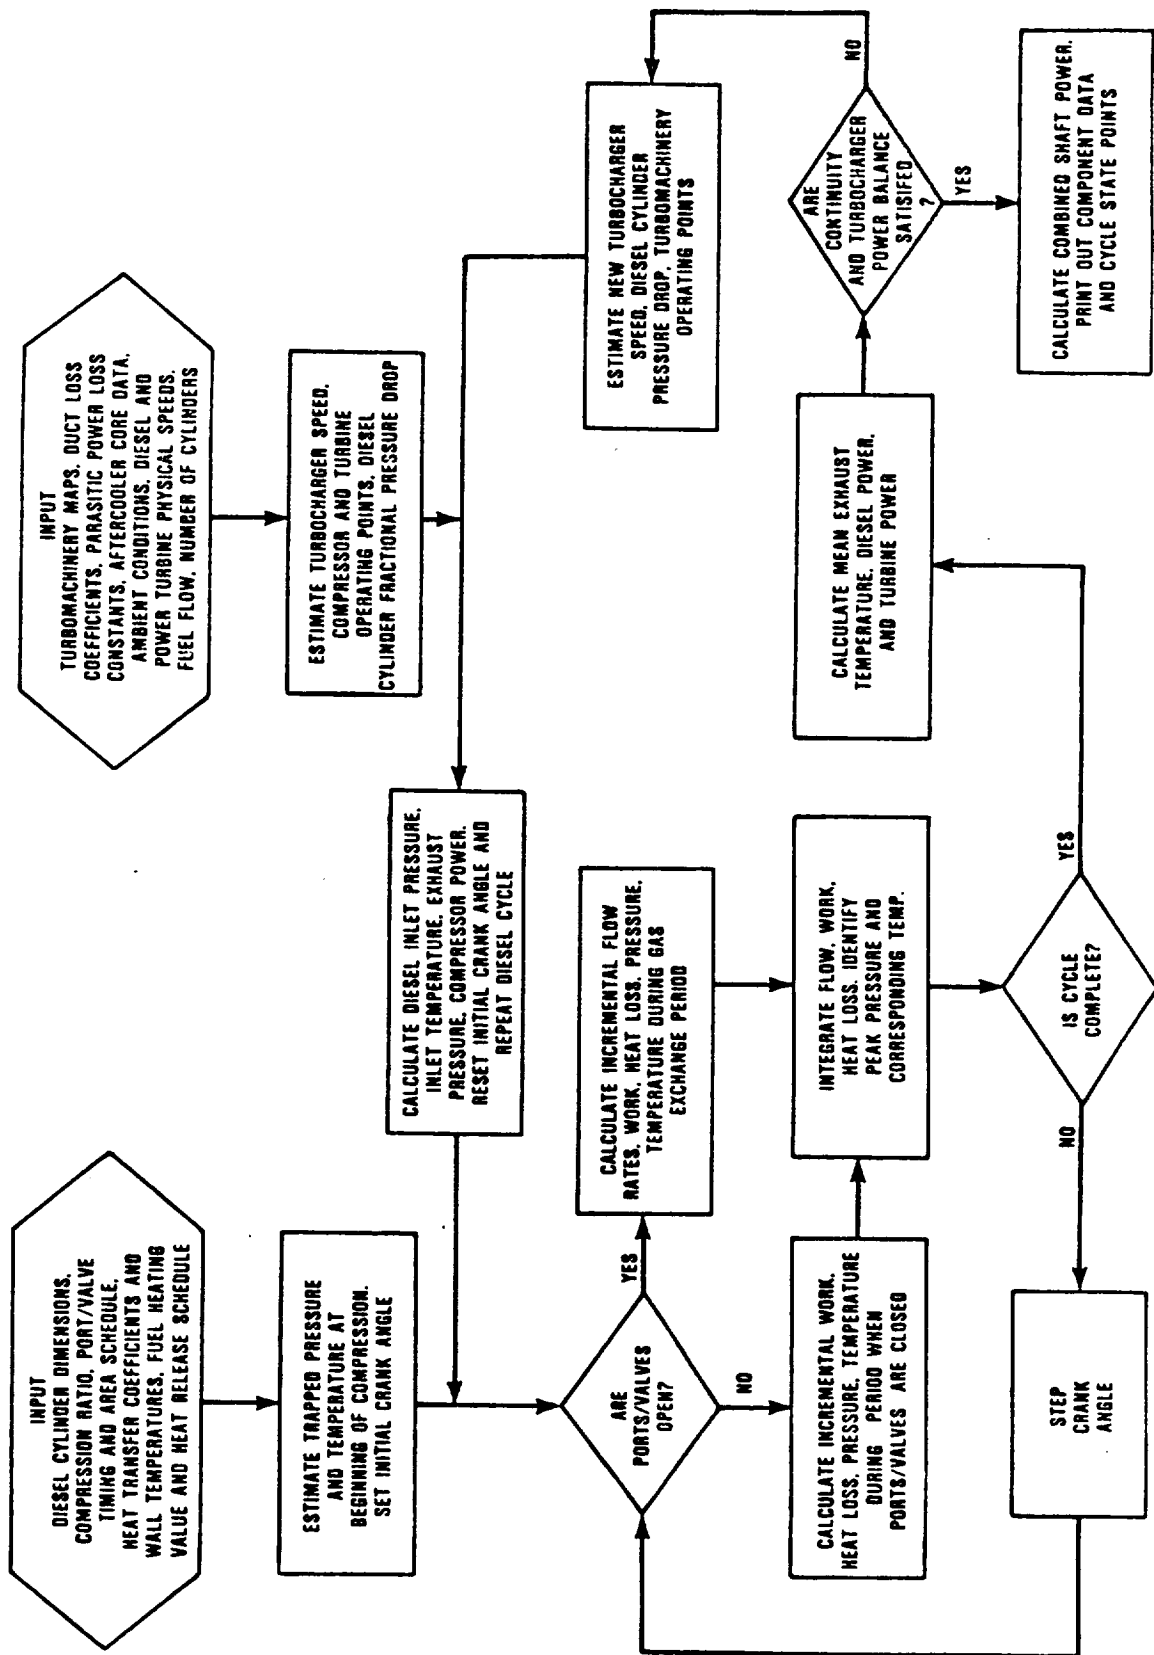 INPUT
DIESEL CYLINDER DIMENSIONS,
COMPRESSION RATIO, PORT/VALVE
TIMING AND AREA SCHEDULE,
HEAT TRANSFER COEFFICIENTS AND
WALL TEMPERATURES, FUEL HEATING
VALUE AND HEAT RELEASE SCHEDULE
INPUT
TURBOMACHINERY MAPS, DUCT LOSS
COEFFICIENTS, PARASITIC POWER LOSS
CONSTANTS, AFTERCOOLER CORE DATA,
AMBIENT CONDITIONS, DIESEL AND
POWER TURBINE PHYSICAL SPEEDS,
FUEL FLOW, NUMBER OF CYLINDERS
ESTIMATE TRAPPED PRESSURE
AND TEMPERATURE AT
BEGINNING OF COMPRESSION.
SET INITIAL CRANK ANGLE
ESTIMATE TURBOCHARGER SPEED,
COMPRESSOR AND TURBINE
OPERATING POINTS, DIESEL
CYLINDER FRACTIONAL PRESSURE DROP
CALCULATE DIESEL INLET PRESSURE,
INLET TEMPERATURE, EXHAUST
PRESSURE, COMPRESSOR POWER.
RESET INITIAL CRANK ANGLE AND
REPEAT DIESEL CYCLE
ARE
PORTS/VALVES
OPEN?
YES
NO
CALCULATE INCREMENTAL FLOW
RATES, WORK, HEAT LOSS, PRESSURE,
TEMPERATURE DURING GAS
EXCHANGE PERIOD
ESTIMATE NEW TURBOCHARGER
SPEED, DIESEL CYLINDER
PRESSURE DROP, TURBOMACHINERY
OPERATING POINTS
CALCULATE INCREMENTAL WORK,
HEAT LOSS, PRESSURE, TEMPERATURE
DURING PERIOD WHEN
PORTS/VALVES ARE CLOSED
INTEGRATE FLOW, WORK,
HEAT LOSS. IDENTIFY
PEAK PRESSURE AND
CORRESPONDING TEMP.
CALCULATE MEAN EXHAUST
TEMPERATURE, DIESEL POWER,
AND TURBINE POWER
ARE
CONTINUITY
AND TURBOCHARGER
POWER BALANCE
SATISIFED
?
NO
YES
STEP
CRANK
ANGLE
NO
IS CYCLE
COMPLETE?
YES
CALCULATE COMBINED SHAFT POWER.
PRINT OUT COMPONENT DATA
AND CYCLE STATE POINTS